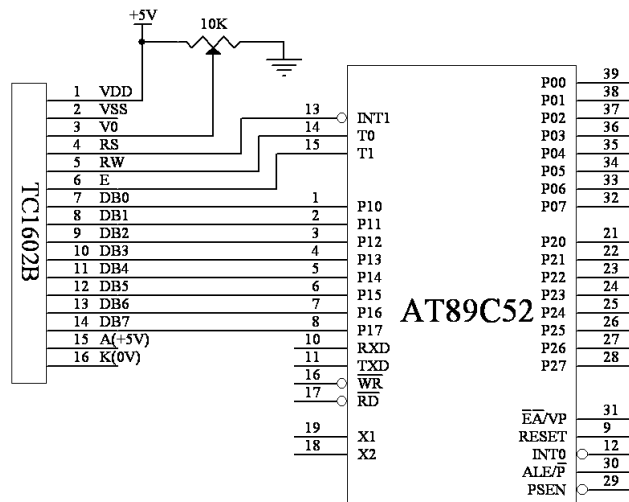 +5V
10K
TC1602B
1 VDD
2 VSS
3 V0
4 RS
5 RW
6 E
7 DB0
8 DB1
9 DB2
10 DB3
11 DB4
12 DB5
13 DB6
14 DB7
15 A(+5V)
16 K(0V)
AT89C52
13 INT1
14 T0
15 T1
1 P10
2 P11
3 P12
4 P13
5 P14
6 P15
7 P16
8 P17
10 RXD
11 TXD
16 WR
17 RD
19 X1
18 X2
P00 39
P01 38
P02 37
P03 36
P04 35
P05 34
P06 33
P07 32
P20 21
P21 22
P22 23
P23 24
P24 25
P25 26
P26 27
P27 28
EA/VP 31
RESET 9
INT0 12
ALE/P 30
PSEN 29